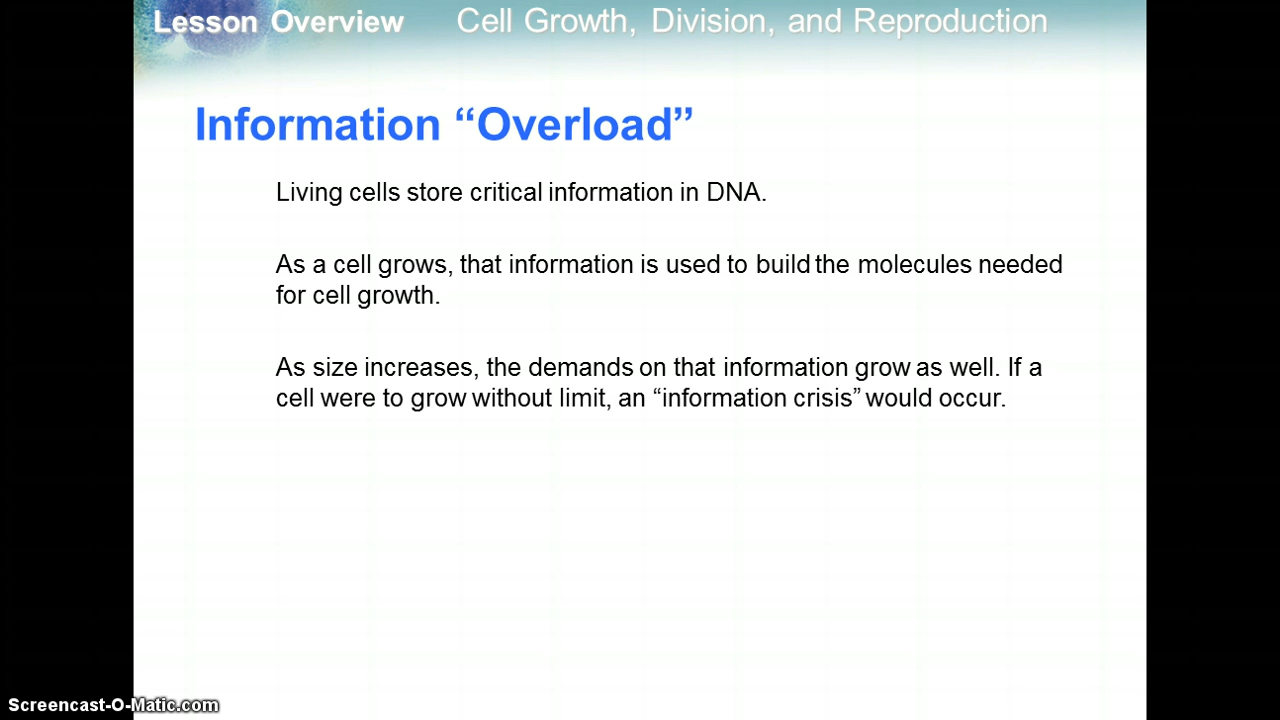 Lesson Overview Cell Growth, Division, and Reproduction
Information “Overload”
Living cells store critical information in DNA.
As a cell grows, that information is used to build the molecules needed
for cell growth.
As size increases, the demands on that information grow as well. If a
cell were to grow without limit, an “information crisis” would occur.
Screencast-O-Matic.com